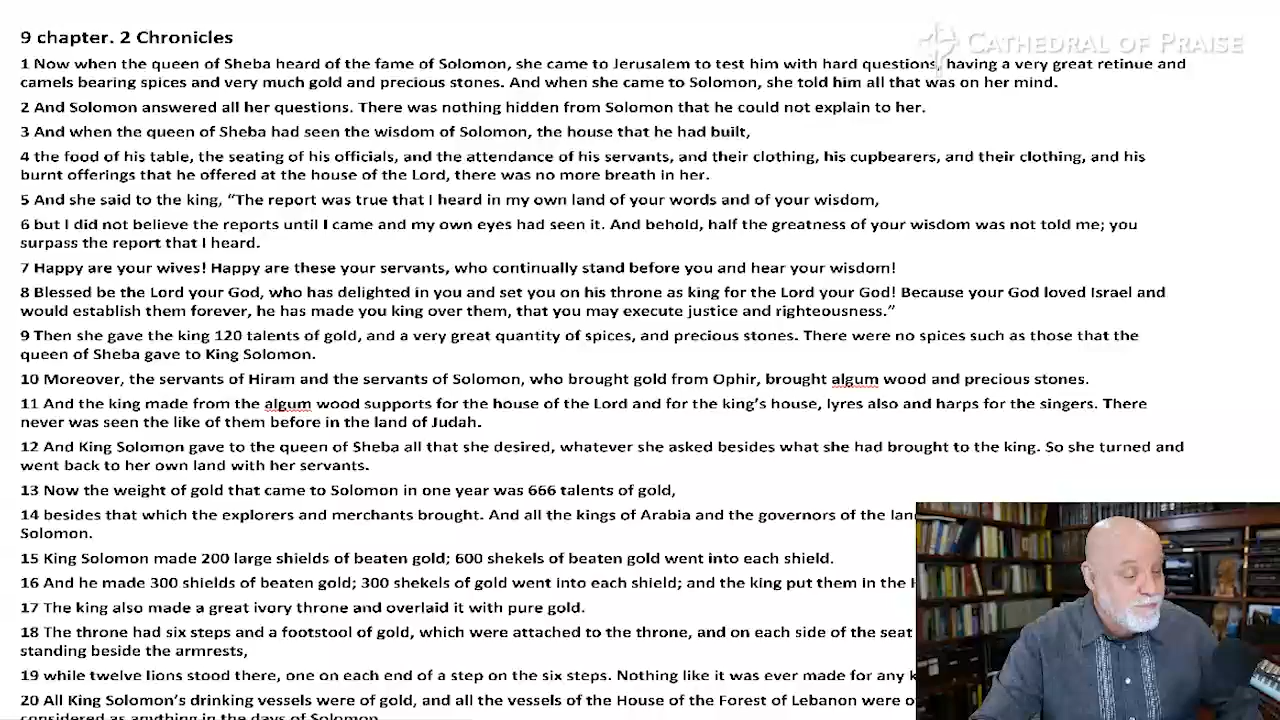 CATHEDRAL OF PRAISE
9 chapter. 2 Chronicles
1 Now when the queen of Sheba heard of the fame of Solomon, she came to Jerusalem to test him with hard questions, having a very great retinue and
camels bearing spices and very much gold and precious stones. And when she came to Solomon, she told him all that was on her mind.
2 And Solomon answered all her questions. There was nothing hidden from Solomon that he could not explain to her.
3 And when the queen of Sheba had seen the wisdom of Solomon, the house that he had built,
4 the food of his table, the seating of his officials, and the attendance of his servants, and their clothing, his cupbearers, and their clothing, and his
burnt offerings that he offered at the house of the Lord, there was no more breath in her.
5 And she said to the king, “The report was true that I heard in my own land of your words and of your wisdom,
6 but I did not believe the reports until I came and my own eyes had seen it. And behold, half the greatness of your wisdom was not told me; you
surpass the report that I heard.
7 Happy are your wives! Happy are these your servants, who continually stand before you and hear your wisdom!
8 Blessed be the Lord your God, who has delighted in you and set you on his throne as king for the Lord your God! Because your God loved Israel and
would establish them forever, he has made you king over them, that you may execute justice and righteousness.”
9 Then she gave the king 120 talents of gold, and a very great quantity of spices, and precious stones. There were no spices such as those that the
queen of Sheba gave to King Solomon.
10 Moreover, the servants of Hiram and the servants of Solomon, who brought gold from Ophir, brought algum wood and precious stones.
11 And the king made from the algum wood supports for the house of the Lord and for the king’s house, lyres also and harps for the singers. There
never was seen the like of them before in the land of Judah.
12 And King Solomon gave to the queen of Sheba all that she desired, whatever she asked besides what she had brought to the king. So she turned and
went back to her own land with her servants.
13 Now the weight of gold that came to Solomon in one year was 666 talents of gold,
14 besides that which the explorers and merchants brought. And all the kings of Arabia and the governors of the
Solomon.
15 King Solomon made 200 large shields of beaten gold; 600 shekels of beaten gold went into each shield.
16 And he made 300 shields of beaten gold; 300 shekels of gold went into each shield; and the king put them in the
17 The king also made a great ivory throne and overlaid it with pure gold.
18 The throne had six steps and a footstool of gold, which were attached to the throne, and on each side of the seat
standing beside the armrests,
19 while twelve lions stood there, one on each end of a step on the six steps. Nothing like it was ever made for any
20 All King Solomon’s drinking vessels were of gold, and all the vessels of the House of the Forest of Lebanon were
considered as anything in the days of Solomon.